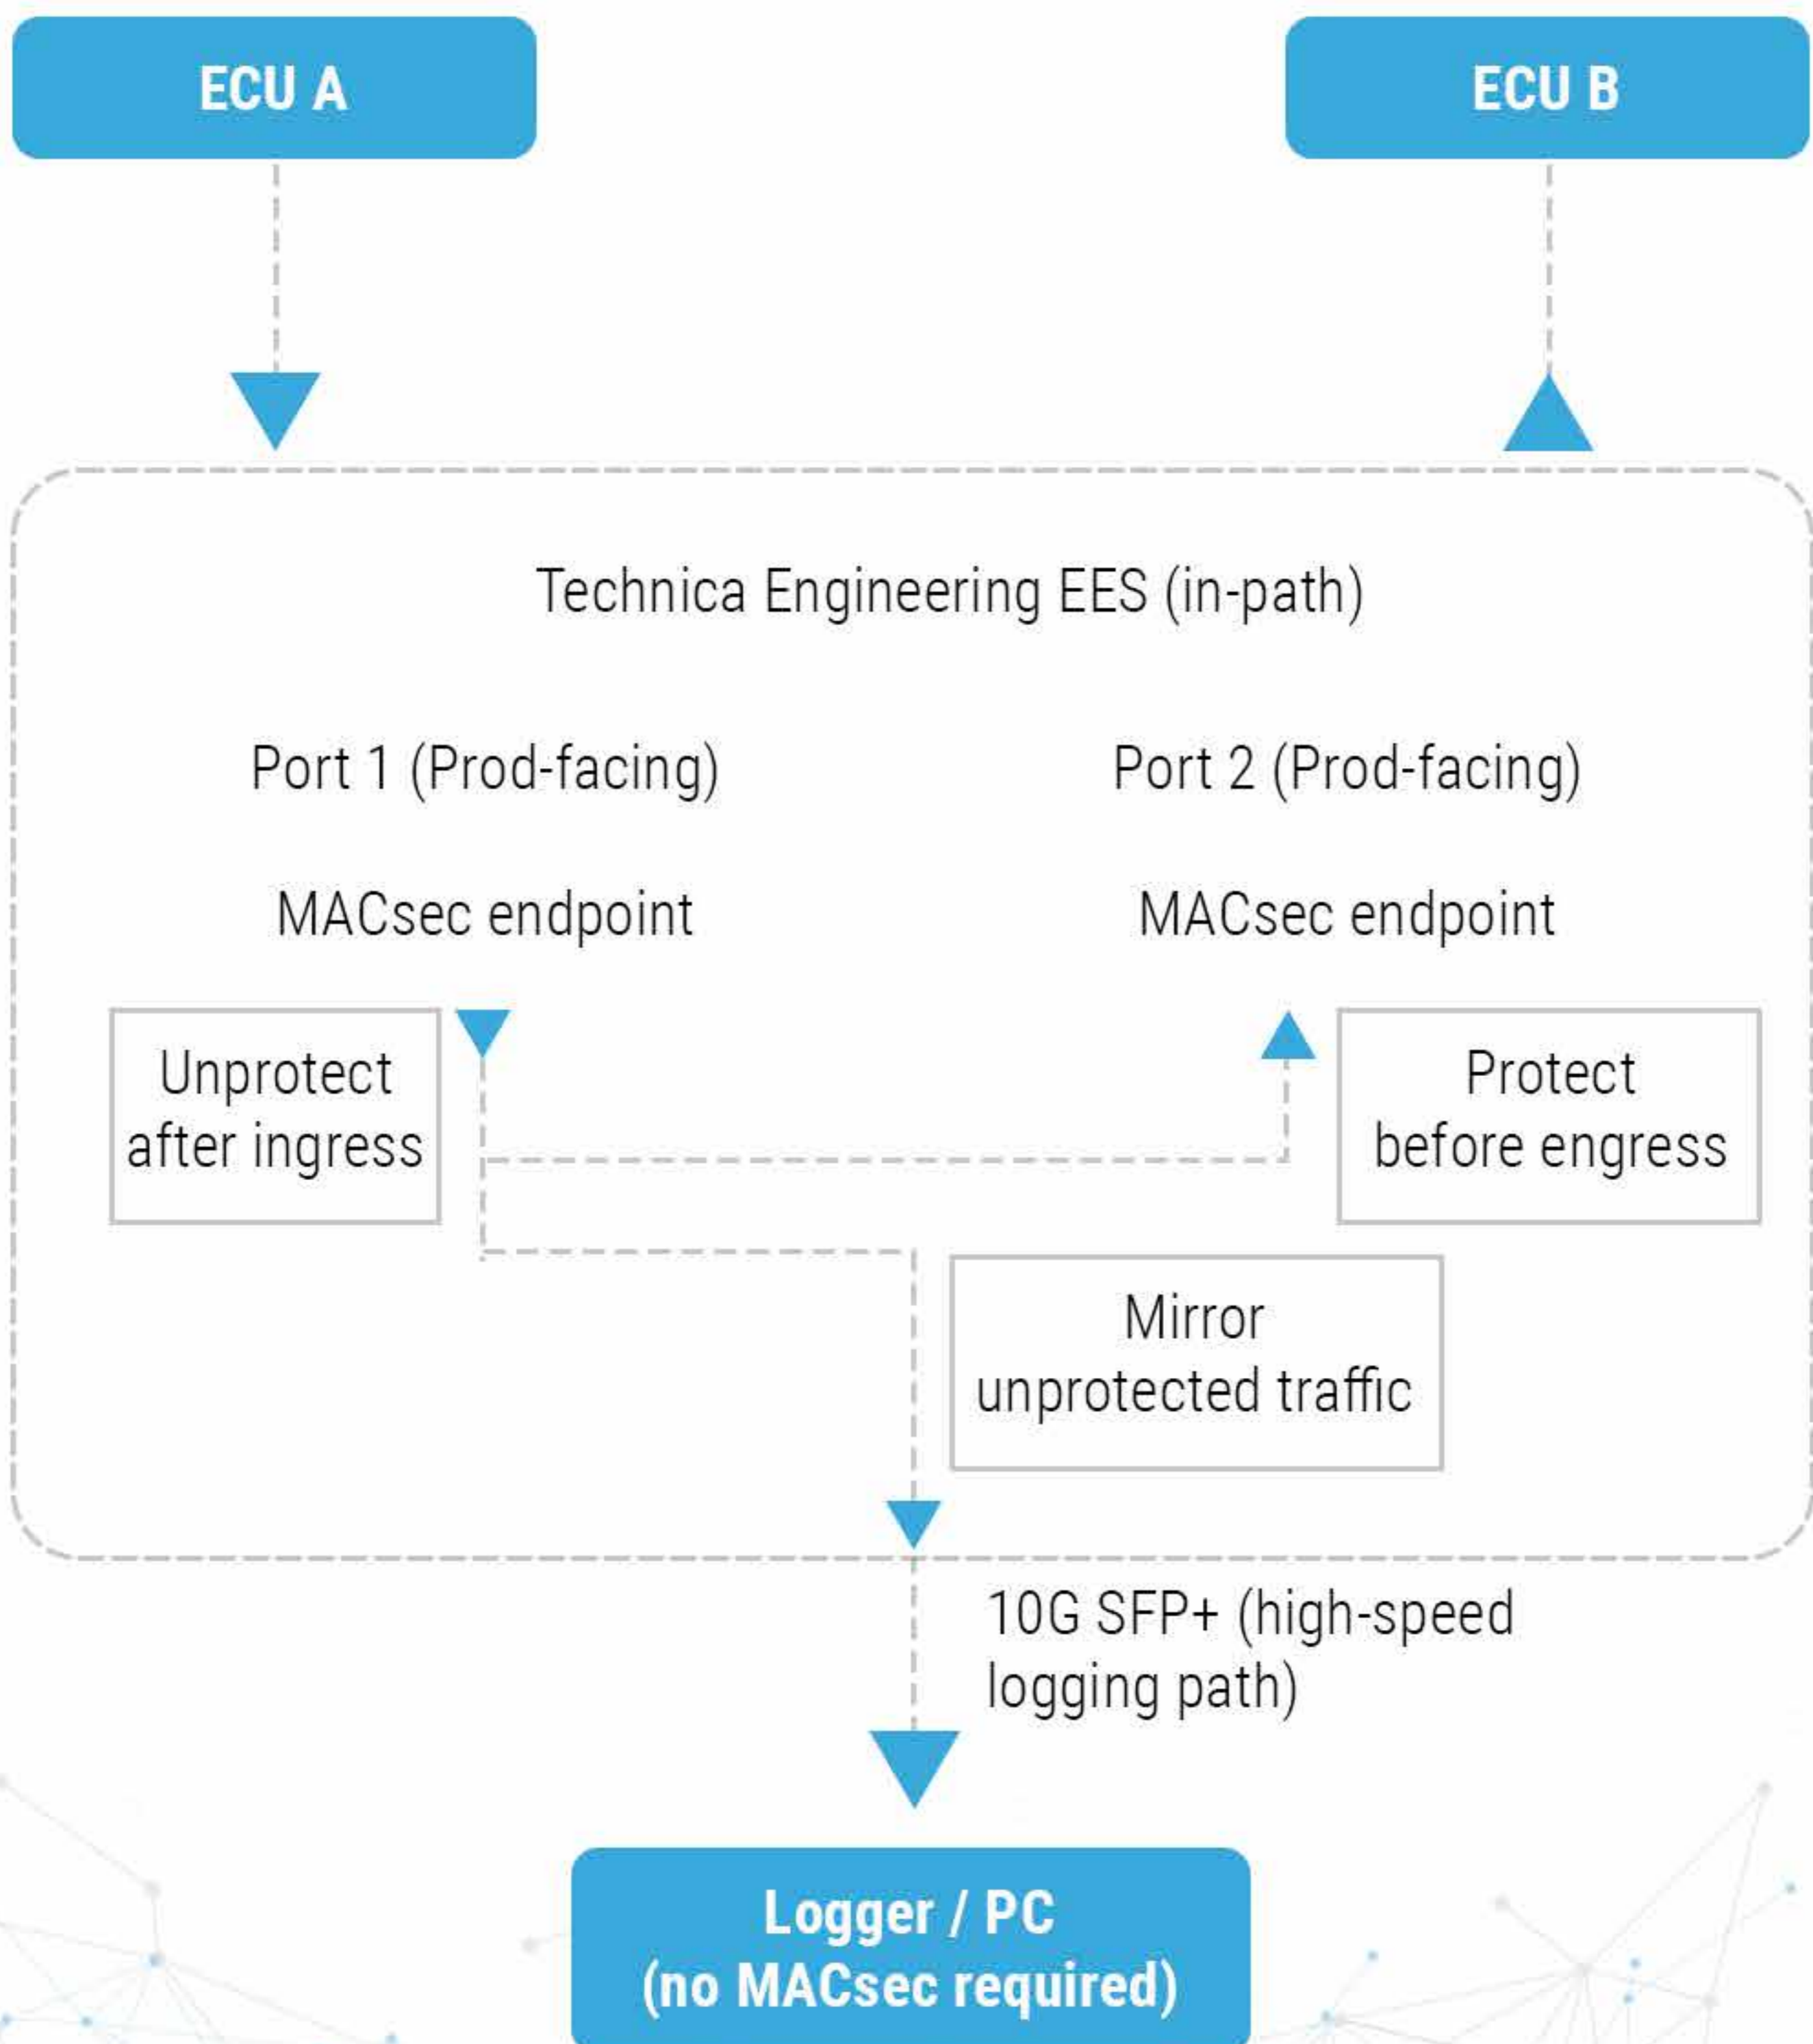 ECU A
ECU B
Technica Engineering EES (in-path)
Port 1 (Prod-facing)
Port 2 (Prod-facing)
MACsec endpoint
MACsec endpoint
Unprotect
after ingress
Protect
before engress
Mirror
unprotected traffic
10G SFP+ (high-speed
logging path)
Logger / PC
(no MACsec required)